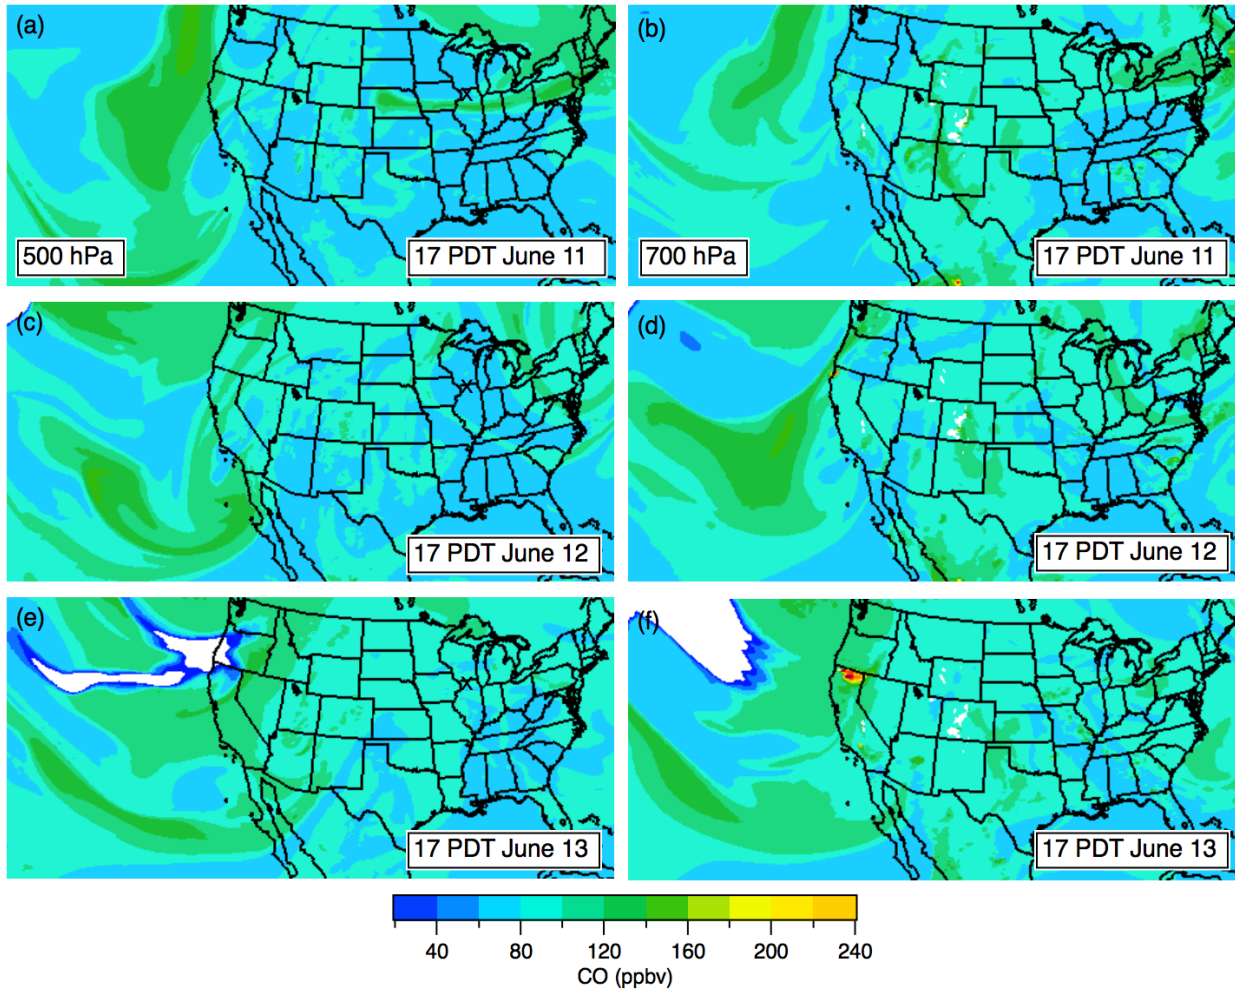 (a)
500 hPa
17 PDT June 11
(b)
700 hPa
17 PDT June 11
(c)
17 PDT June 12
(d)
17 PDT June 12
(e)
17 PDT June 13
(f)
17 PDT June 13
40 80 120 160 200 240
CO (ppbv)